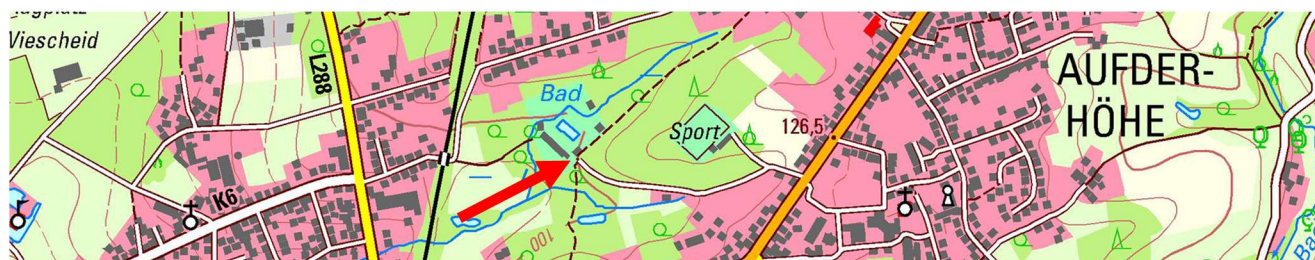 Viescheid
L288
Bad
Sport
126,5
AUFDER-
HÖHE
K6
100